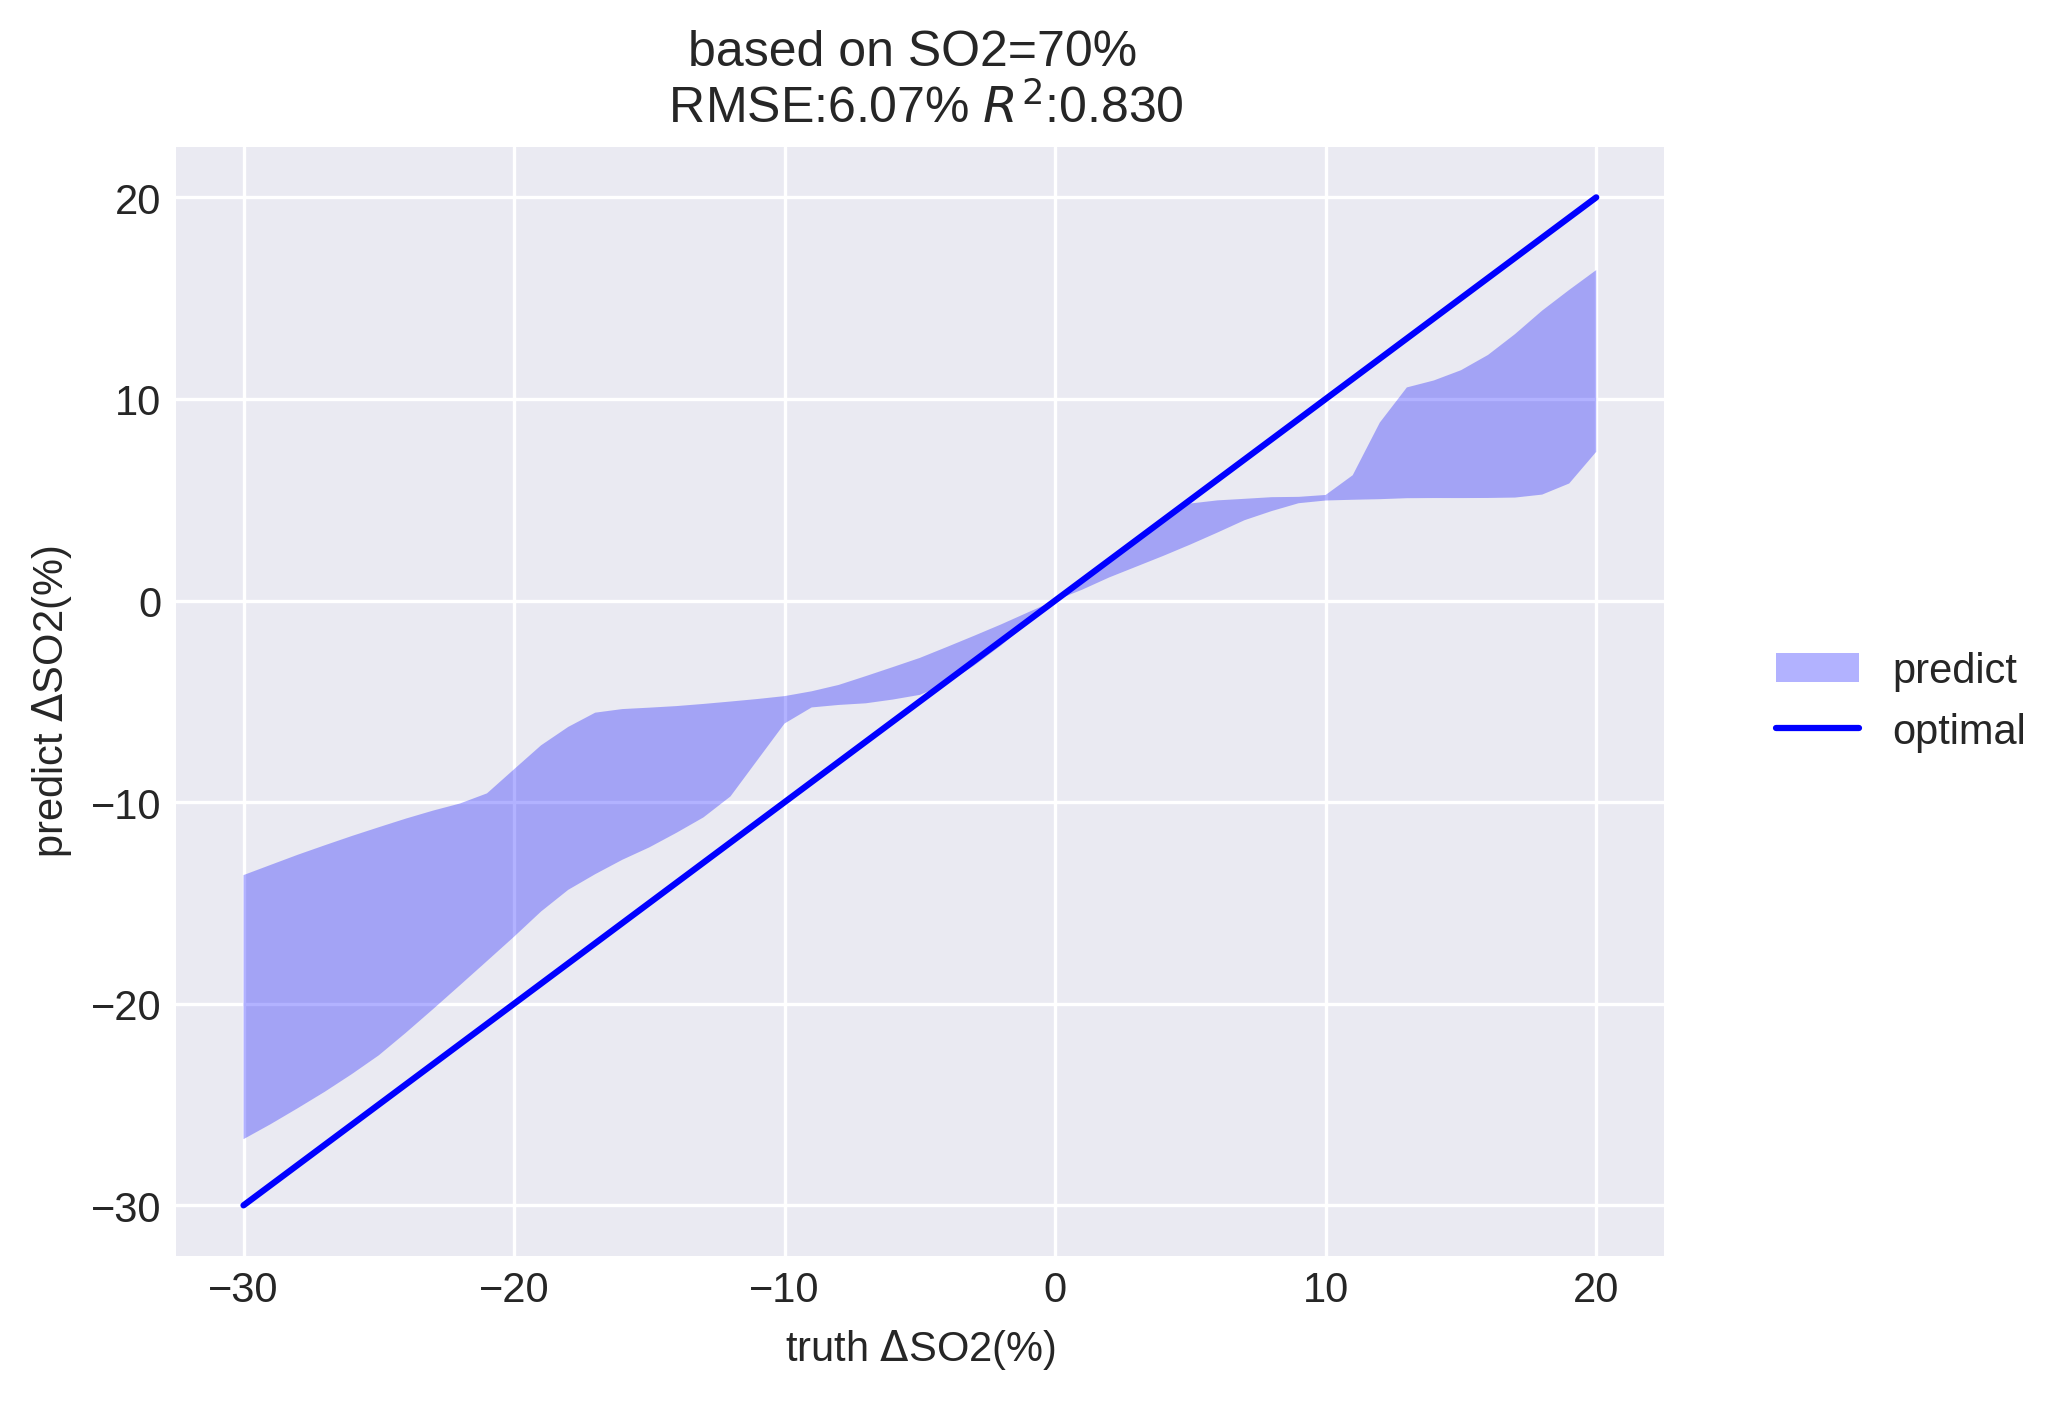 based on SO2=70%
RMSE:6.07% R²:0.830
20
10
0
−10
−20
−30
predict ΔSO2(%)
−30
−20
−10
0
10
20
truth ΔSO2(%)
predict
optimal